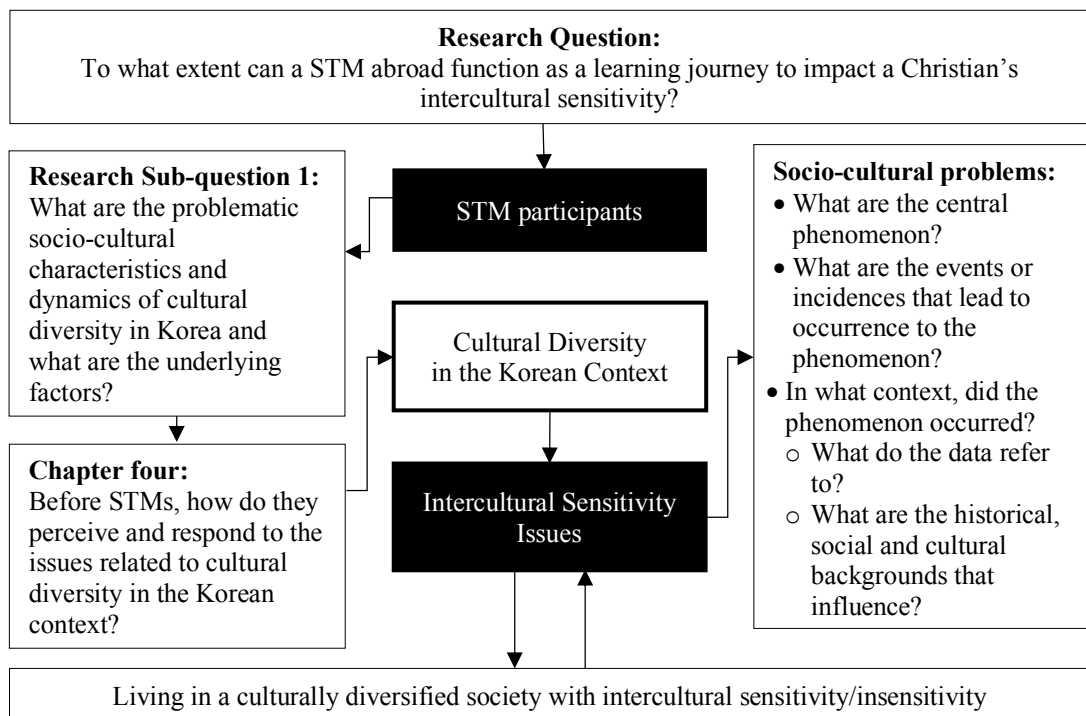 Research Question:
To what extent can a STM abroad function as a learning journey to impact a Christian’s
intercultural sensitivity?
Research Sub-question 1:
What are the problematic
socio-cultural
characteristics and
dynamics of cultural
diversity in Korea and
what are the underlying
factors?
Chapter four:
Before STMs, how do they
perceive and respond to the
issues related to cultural
diversity in the Korean
context?
STM participants
Cultural Diversity
in the Korean Context
Intercultural Sensitivity
Issues
Socio-cultural problems:
• What are the central
phenomenon?
• What are the events or
incidences that lead to
occurrence to the
phenomenon?
• In what context, did the
phenomenon occurred?
o What do the data refer
to?
o What are the historical,
social and cultural
backgrounds that
influence?
Living in a culturally diversified society with intercultural sensitivity/insensitivity